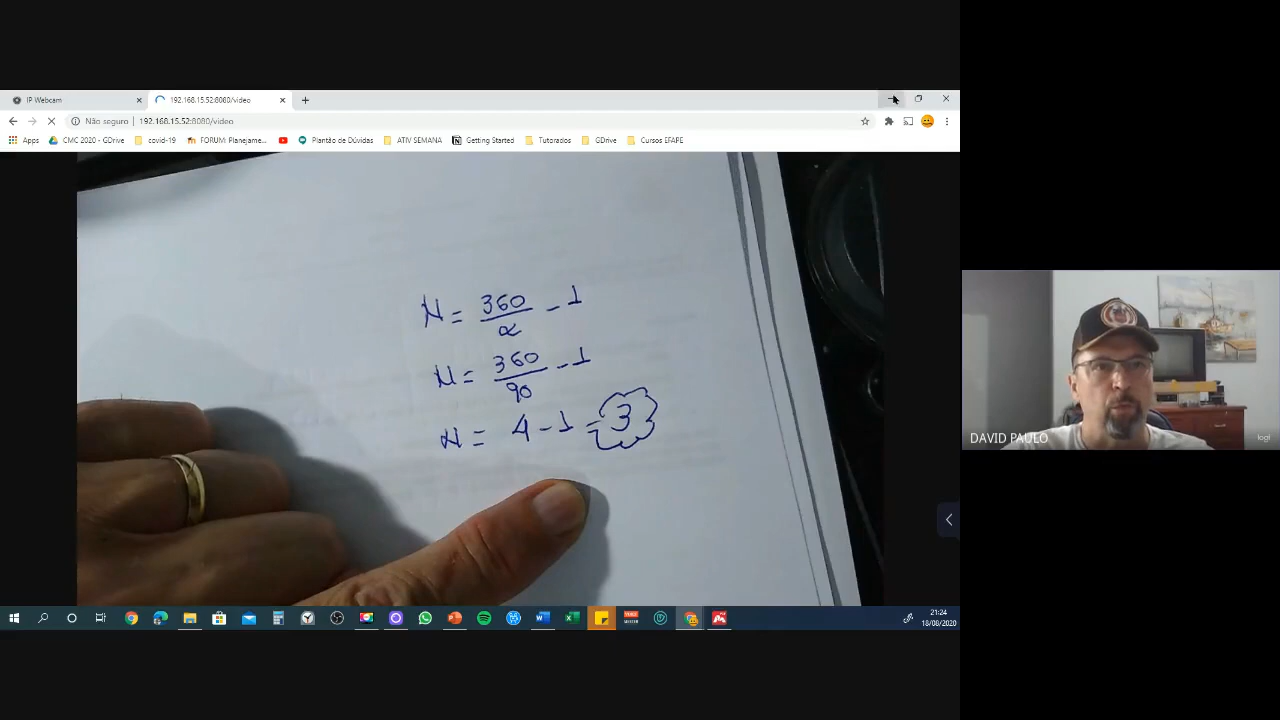 IP Webcam
192.168.15.52:8080/video
Não seguro | 192.168.15.52:8080/video
Apps CMC 2020 - GDrive covid-19 FORUM: Planejame... Plantão de Dúvidas ATIV SEMANA Getting Started Tutorados GDrive Cursos EFAPE
N = 360/α - 1
N = 360/90 - 1
N = 4 - 1 = 3
DAVID PAULO
21:24
18/08/2020